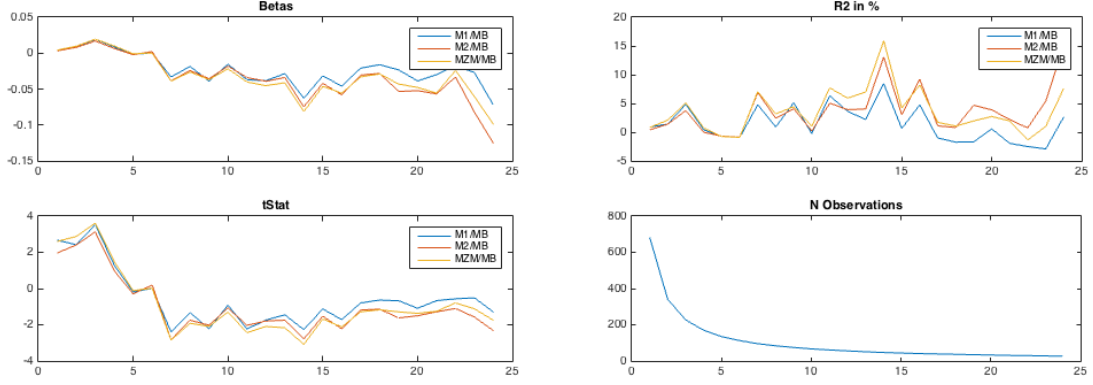 Betas
0.05
0
-0.05
-0.1
-0.15
0 5 10 15 20 25
M1/MB
M2/MB
MZM/MB
R2 in %
20
15
10
5
0
-5
0 5 10 15 20 25
M1/MB
M2/MB
MZM/MB
tStat
4
2
0
-2
-4
0 5 10 15 20 25
M1/MB
M2/MB
MZM/MB
N Observations
800
600
400
200
0
0 5 10 15 20 25